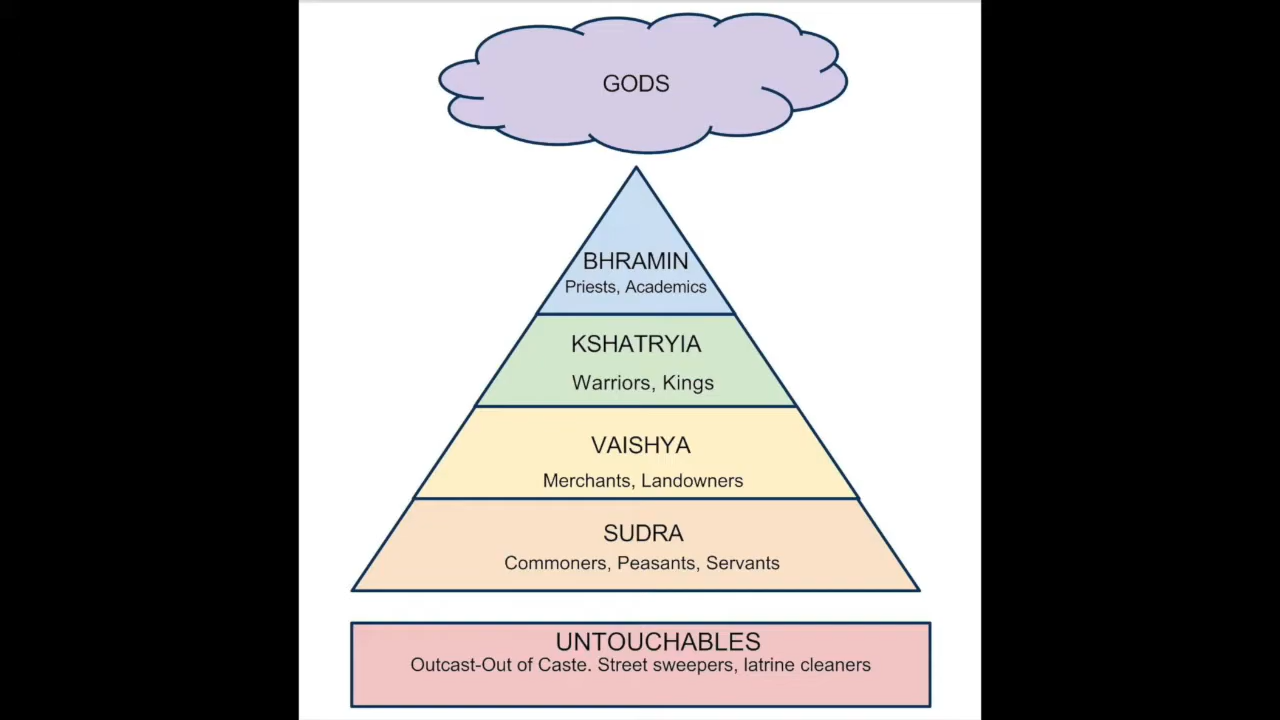 GODS
BHRAMIN
Priests, Academics
KSHATRYIA
Warriors, Kings
VAISHYA
Merchants, Landowners
SUDRA
Commoners, Peasants, Servants
UNTOUCHABLES
Outcast-Out of Caste. Street sweepers, latrine cleaners